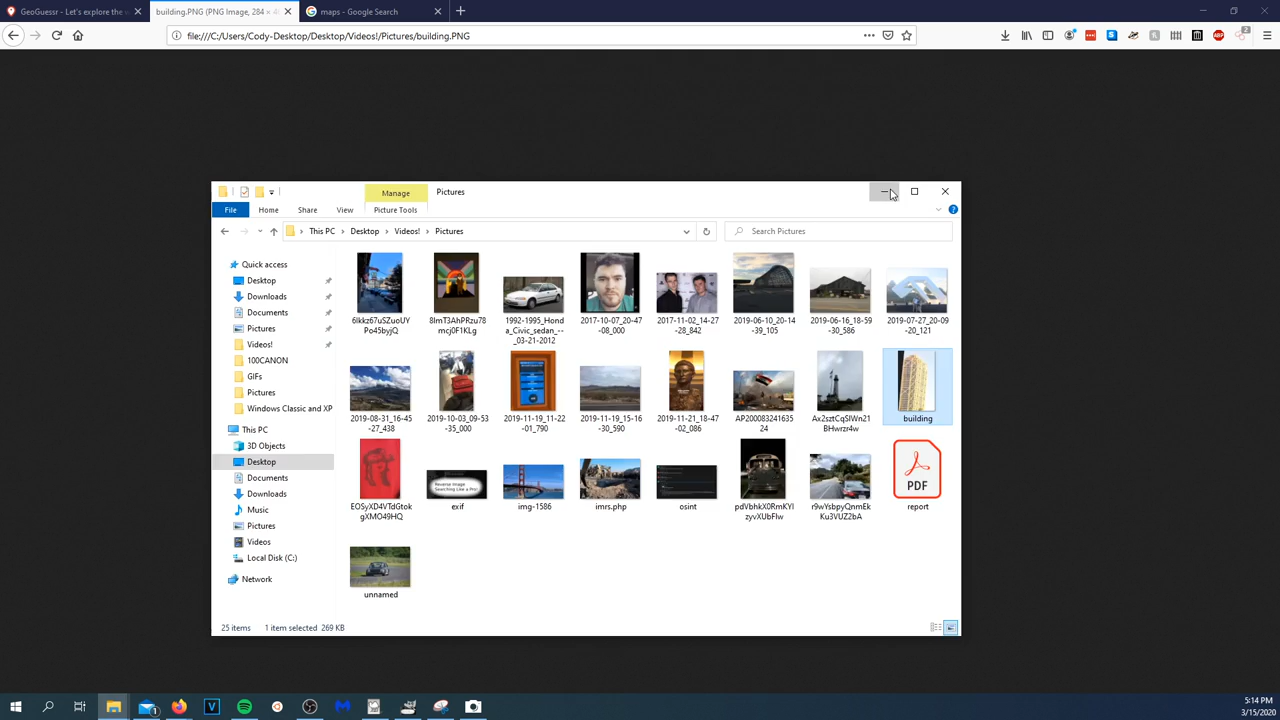 GeoGuessr - Let's explore the w
building.PNG (PNG Image, 284 × 4
maps - Google Search
file:///C:/Users/Cody-Desktop/Desktop/Videos!/Pictures/building.PNG
Manage
Pictures
File
Home
Share
View
Picture Tools
This PC
Desktop
Videos!
Pictures
Search Pictures
Quick access
Desktop
Downloads
Documents
Pictures
Videos!
100CANON
GIFs
Pictures
Windows Classic and XP
This PC
3D Objects
Desktop
Documents
Downloads
Music
Pictures
Videos
Local Disk (C:)
Network
1992-1995_Hond
a_Civic_sedan_--
_03-21-2012
2017-10-07_20-47
-08_000
2017-11-02_14-27
-28_842
2019-06-10_20-14
-39_105
2019-06-16_18-59
-30_586
2019-07-27_20-09
-20_121
2019-08-31_16-45
-27_438
2019-10-03_09-53
-35_000
2019-11-19_11-22
-01_790
2019-11-19_15-16
-30_590
2019-11-21_18-47
-02_086
AP200083241635
24
building
exif
Reverse Image
Searching Like a Pro!
img-1586
imrs.php
osint
PDF
report
unnamed
25 items
1 item selected
269 KB
5:14 PM
3/15/2020